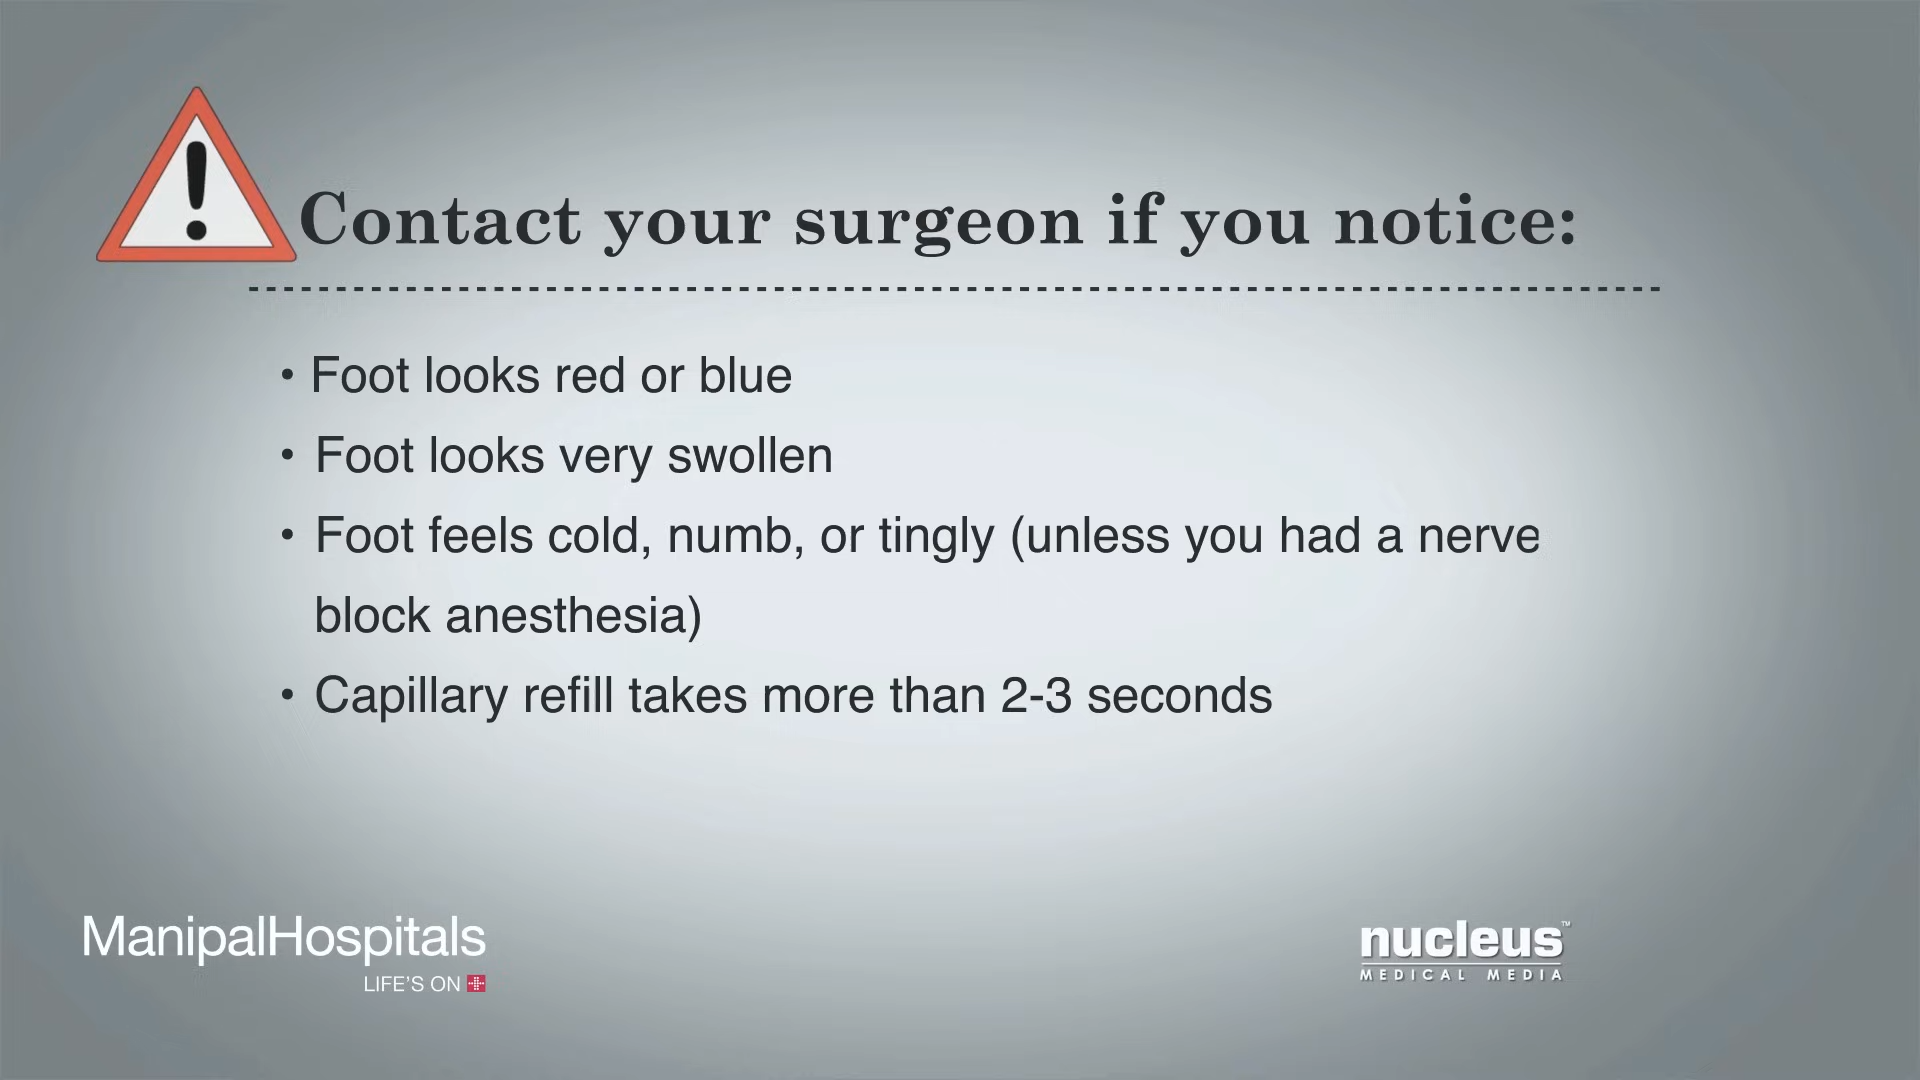 Contact your surgeon if you notice:
• Foot looks red or blue
• Foot looks very swollen
• Foot feels cold, numb, or tingly (unless you had a nerve
block anesthesia)
• Capillary refill takes more than 2-3 seconds
ManipalHospitals
LIFE'S ON
nucleus™
MEDICAL MEDIA